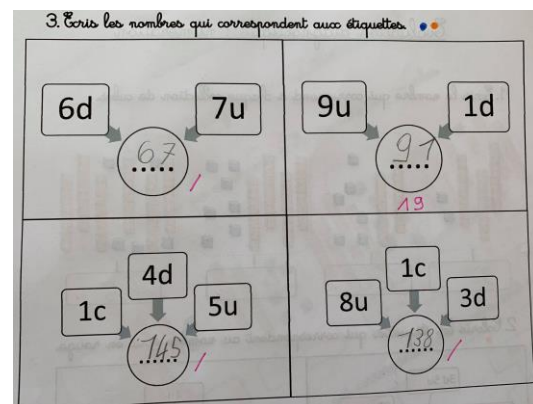 3. Écris les nombres qui correspondent aux étiquettes.
6d 7u
67
9u 1d
91
19
4d
1c 5u
145
1c
8u 3d
138